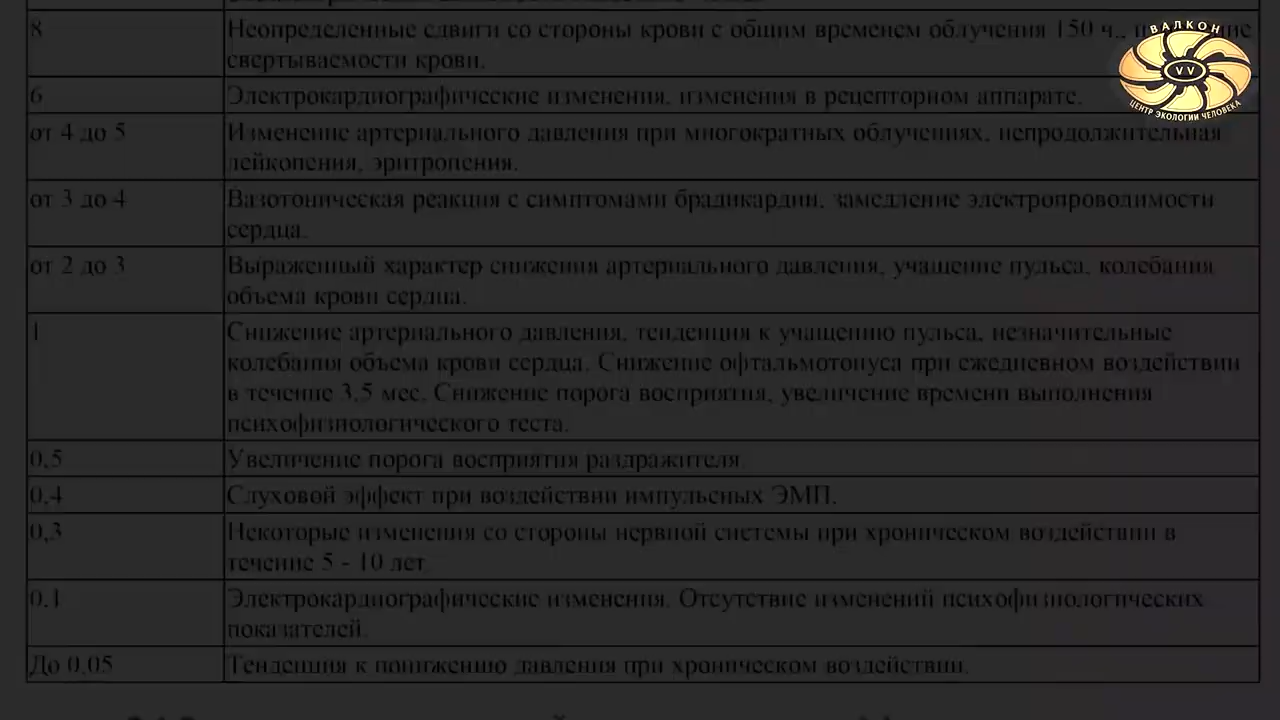 8
Неопределенные сдвиги со стороны крови с общим временем облучения 150 ч.,
свертываемости крови.
6
Электрокардиографические изменения, изменения в рецепторном аппарате.
от 4 до 5
Изменение артериального давления при многократных облучениях, непродолжительная
лейкопения, эритропения.
от 3 до 4
Вазотоническая реакция с симптомами брадикардии, замедление электропроводимости
сердца.
от 2 до 3
Выраженный характер снижения артериального давления, учащение пульса, колебания
объема крови сердца.
1
Снижение артериального давления, тенденция к учащению пульса, незначительные
колебания объема крови сердца. Снижение офтальмотонуса при ежедневном воздействии
в течение 3,5 мес. Снижение порога восприятия, увеличение времени выполнения
психофизиологического теста.
0,5
Увеличение порога восприятия раздражителя
0,4
Слуховой эффект при воздействии импульсных ЭМП.
0,3
Некоторые изменения со стороны нервной системы при хроническом воздействии в
течение 5 - 10 лет
0,1
Электрокардиографические изменения. Отсутствие изменений психофизиологических
показателей.
До 0,05
Тенденция к понижению давления при хроническом воздействии.
ВАЛКОН
VV
ЦЕНТР ЭКОЛОГИИ ЧЕЛОВЕКА